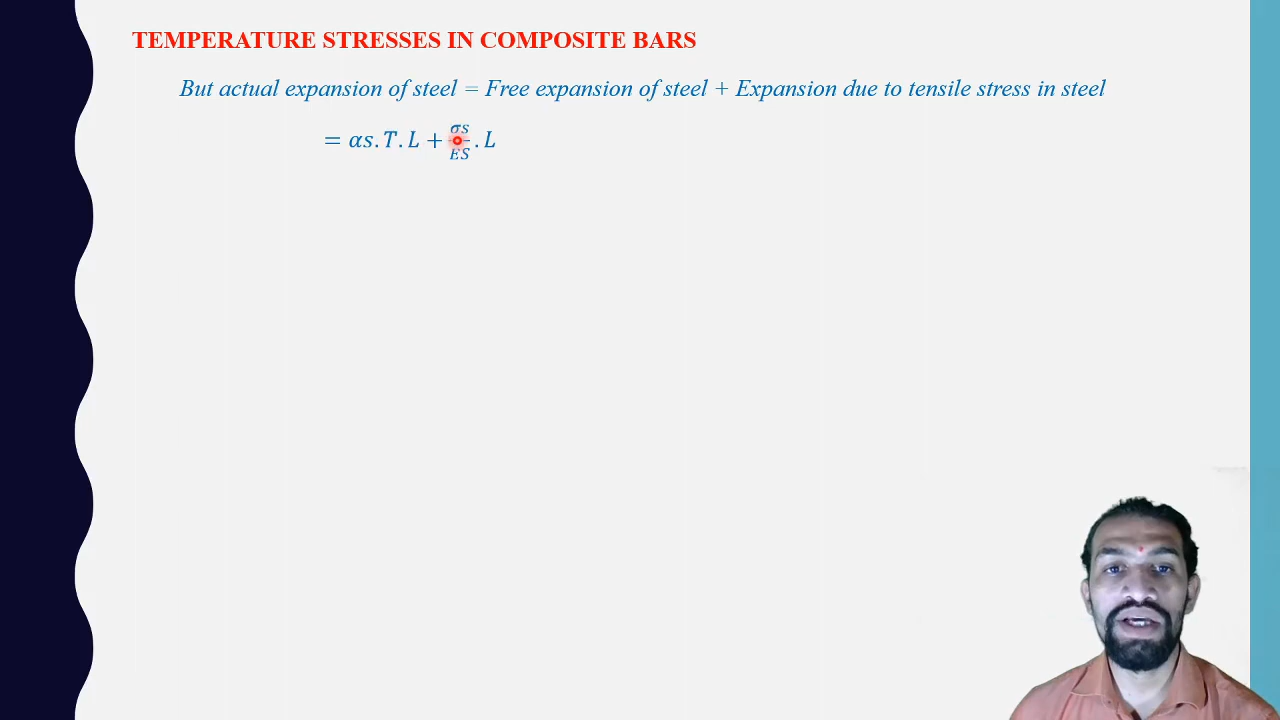 TEMPERATURE STRESSES IN COMPOSITE BARS
But actual expansion of steel = Free expansion of steel + Expansion due to tensile stress in steel
= αs.T.L + σs/ES .L